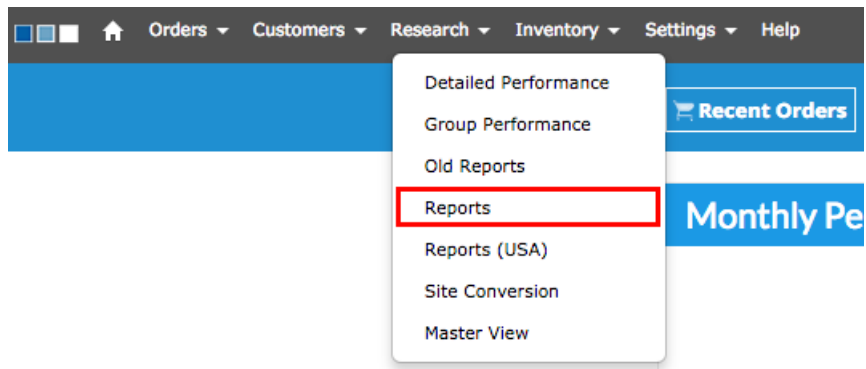 Orders Customers Research Inventory Settings Help
Detailed Performance
Group Performance
Recent Orders
Old Reports
Reports
Monthly Pe
Reports (USA)
Site Conversion
Master View